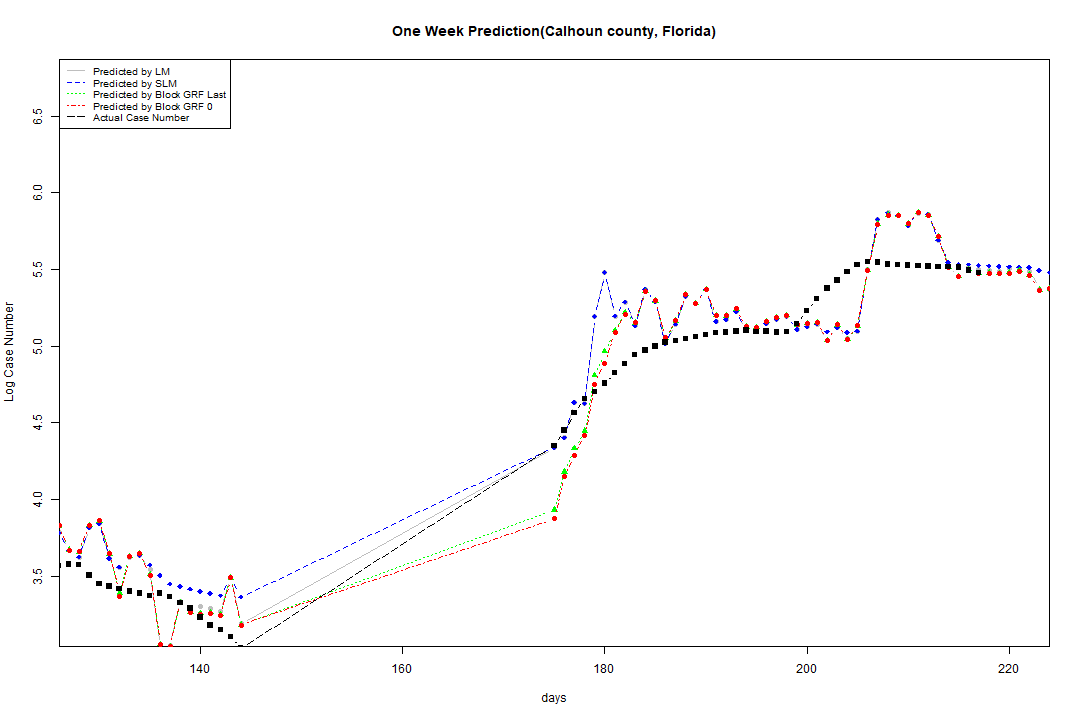 One Week Prediction(Calhoun county, Florida)
Predicted by LM
Predicted by SLM
Predicted by Block GRF Last
Predicted by Block GRF 0
Actual Case Number
6.5
6.0
5.5
5.0
4.5
4.0
3.5
Log Case Number
140 160 180 200 220
days